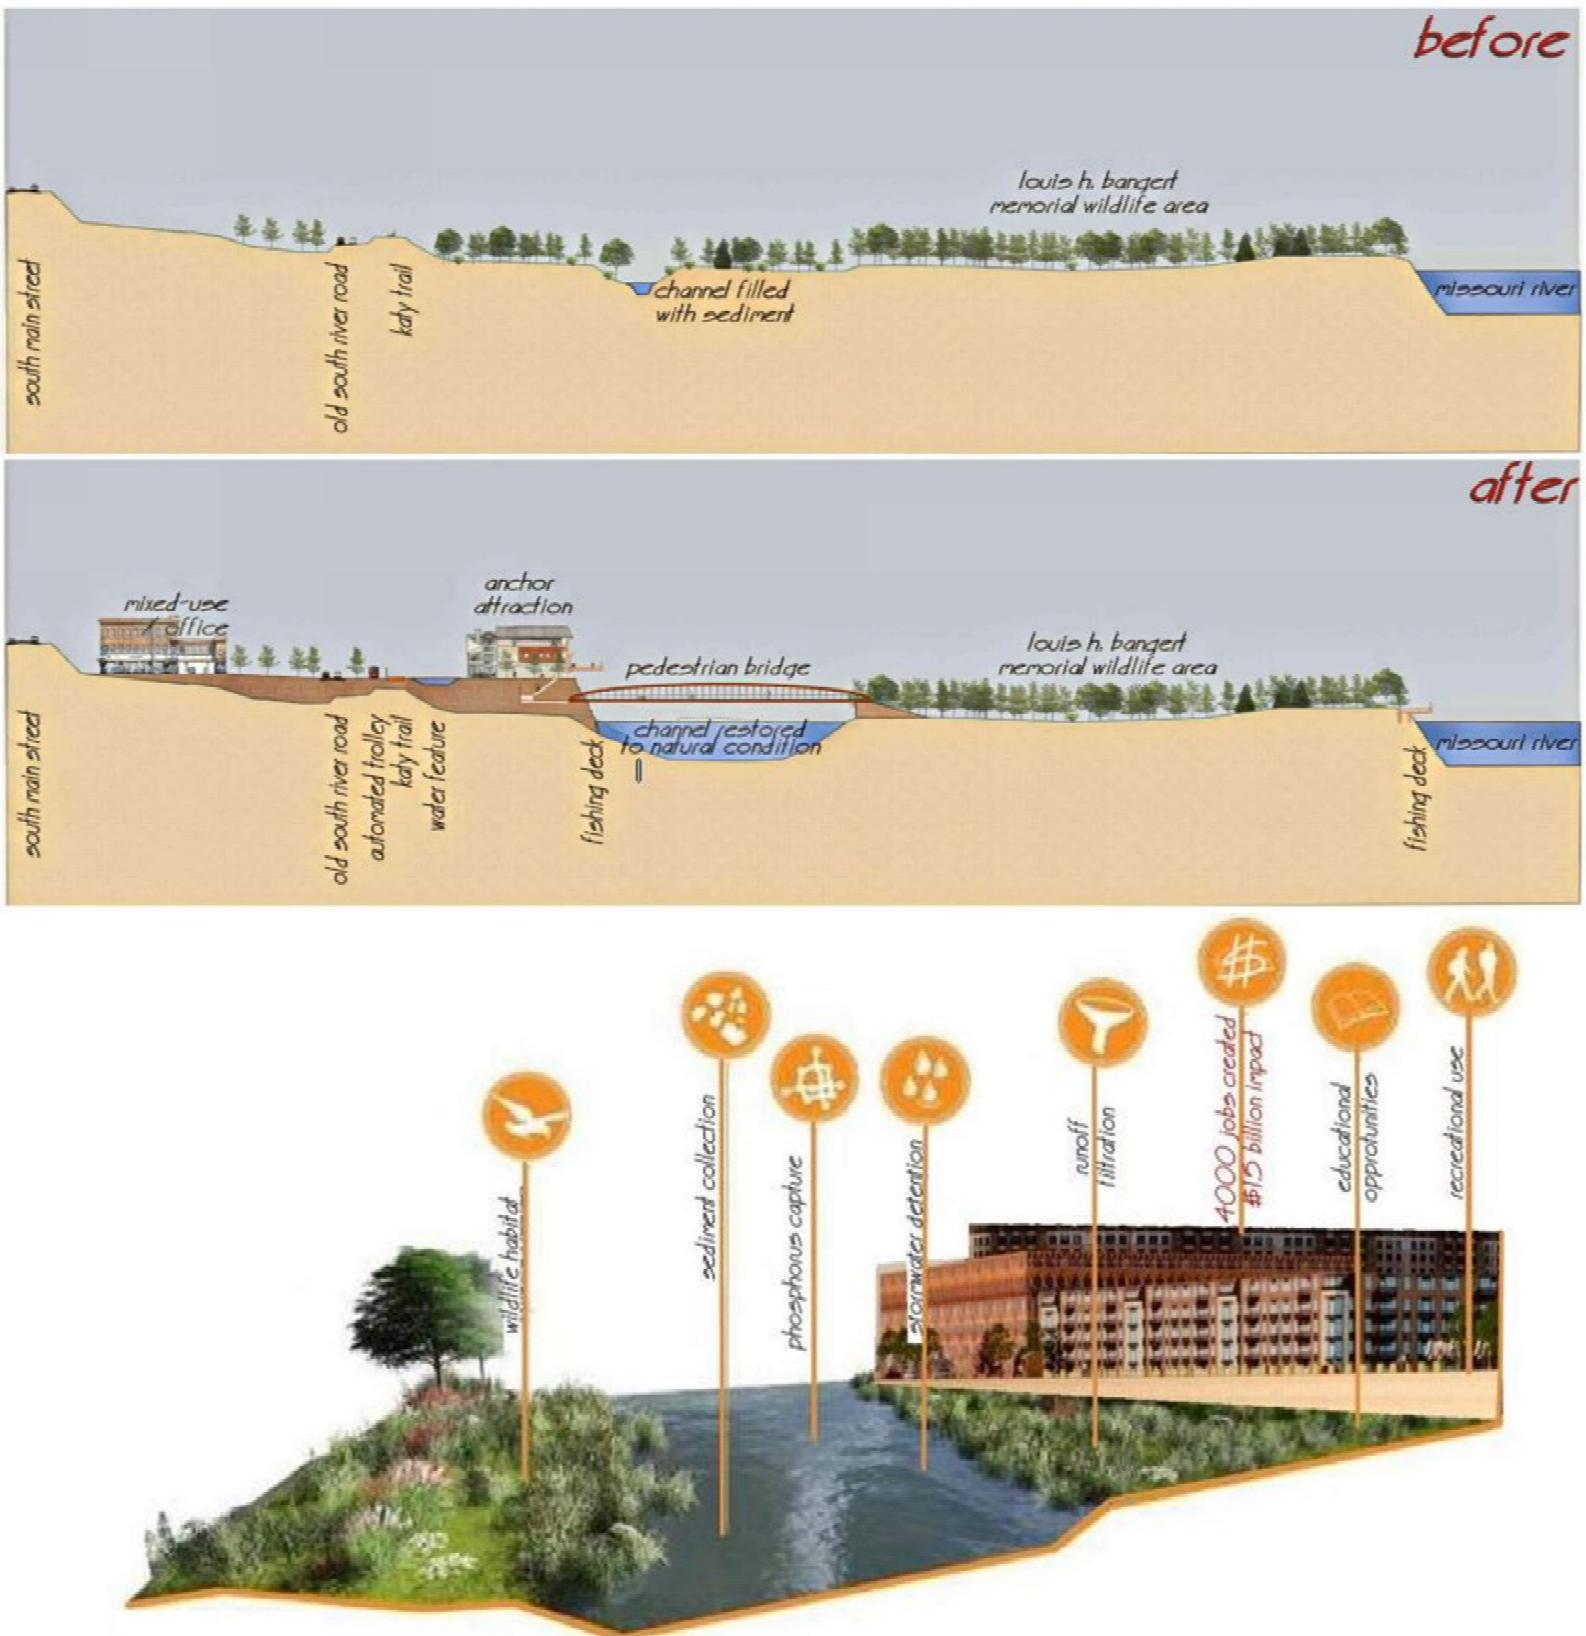 before
louis h. bangert
memorial wildlife area
channel filled
with sediment
missouri river
south main street
old south river road
katy trail
after
mixed-use
/ office
anchor
attraction
pedestrian bridge
louis h. bangert
memorial wildlife area
channel restored
to natural condition
missouri river
south main street
old south river road
automated trolley
katy trail
water feature
fishing deck
fishing deck
wildlife habitat
sediment collection
phosphorus capture
stormwater detention
runoff
filtration
4000 jobs created
$1.5 billion impact
educational
opprotunities
recreational use